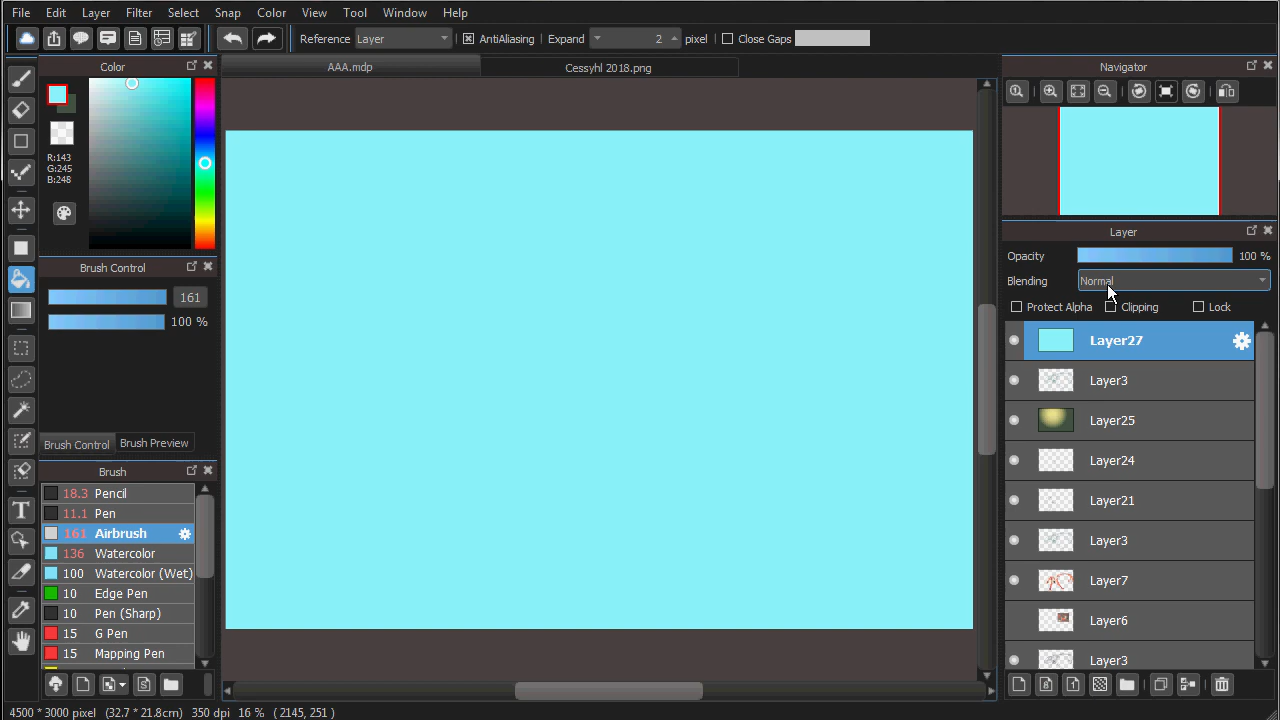 File Edit Layer Filter Select Snap Color View Tool Window Help
Reference Layer AntiAliasing Expand 2 pixel Close Gaps
Color
AAA.mdp
Cessyhl 2018.png
Navigator
R:143
G:245
B:248
Brush Control
161
100 %
Brush Control
Brush Preview
Brush
18.3 Pencil
11.1 Pen
161 Airbrush
136 Watercolor
100 Watercolor (Wet)
10 Edge Pen
10 Pen (Sharp)
15 G Pen
15 Mapping Pen
Layer
Opacity 100 %
Blending Normal
Protect Alpha Clipping Lock
Layer27
Layer3
Layer25
Layer24
Layer21
Layer3
Layer7
Layer6
Layer3
4500 * 3000 pixel (32.7 * 21.8cm) 350 dpi 16 % ( 2145, 251 )